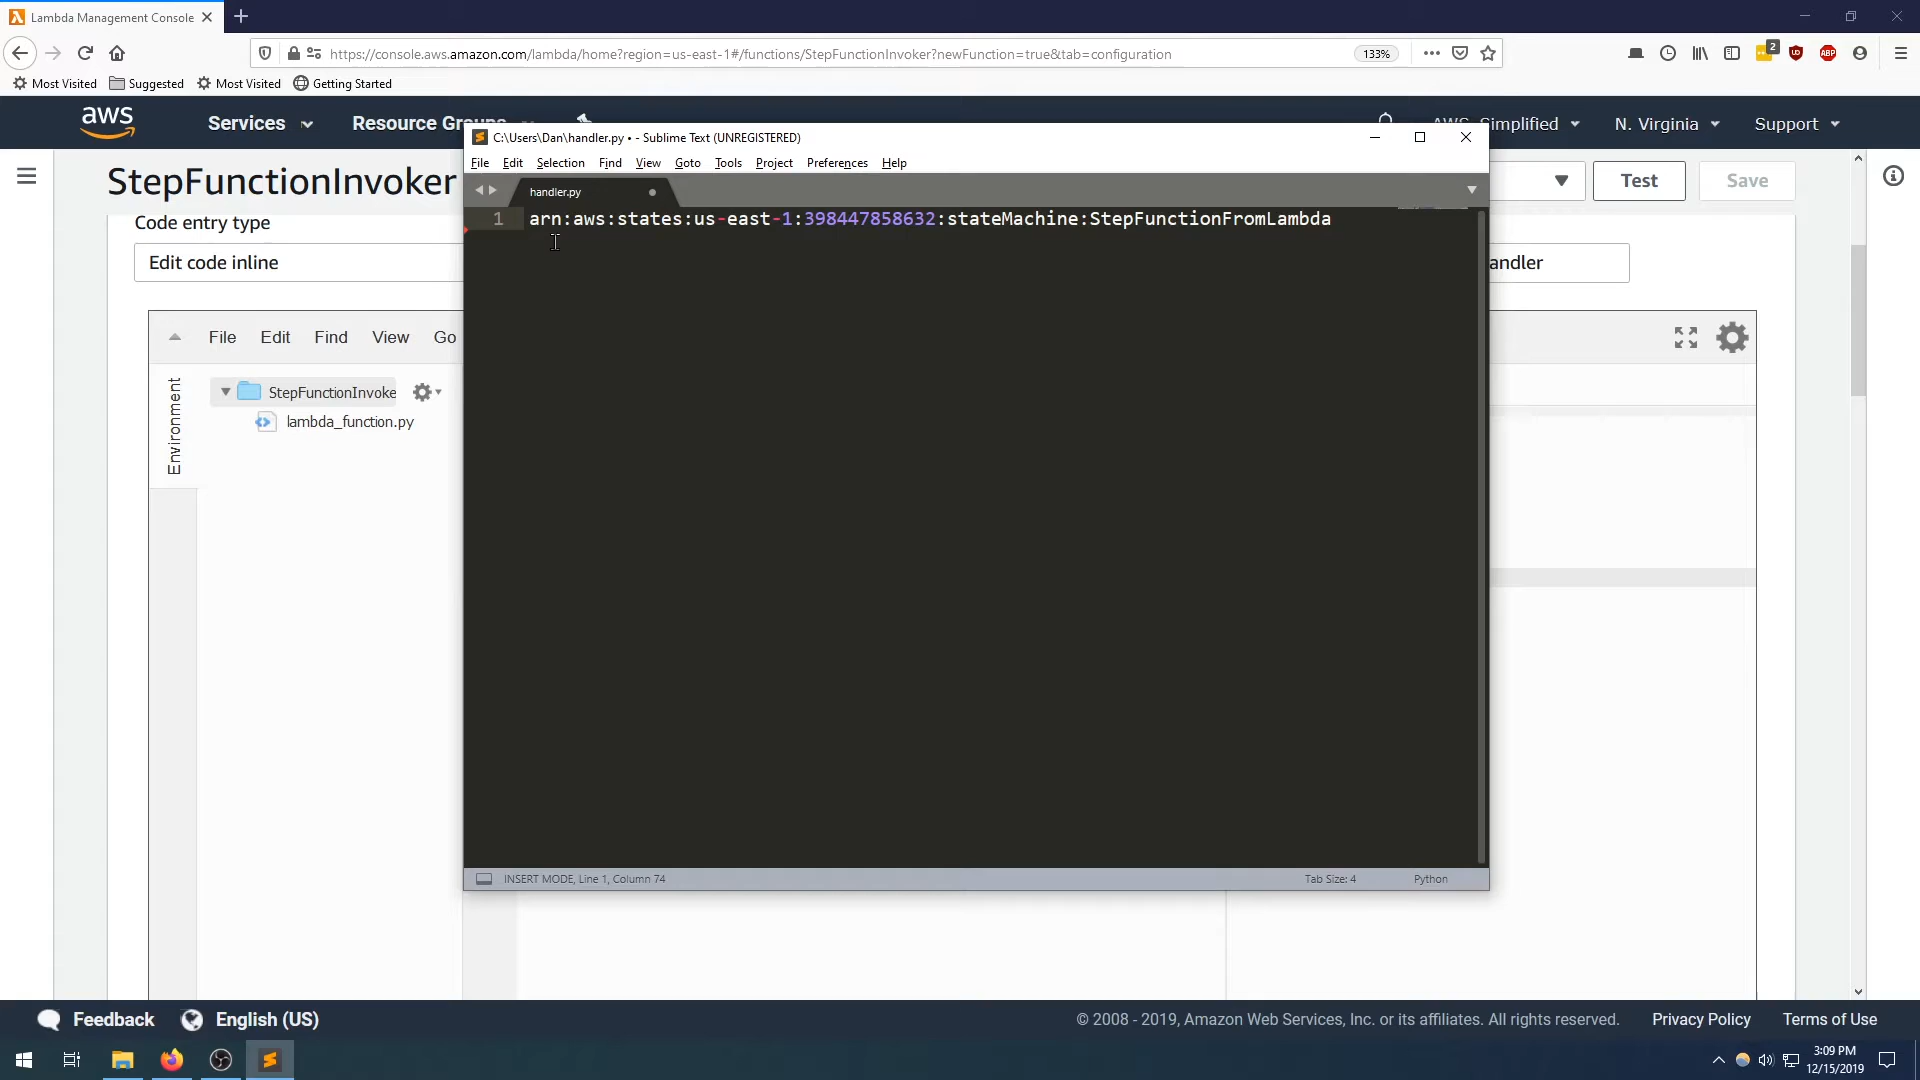 Lambda Management Console
https://console.aws.amazon.com/lambda/home?region=us-east-1#/functions/StepFunctionInvoker?newFunction=true&tab=configuration
133%
2
Most Visited
Suggested
Most Visited
Getting Started
aws
Services
Resource Groups
AWS Simplified
N. Virginia
Support
C:\Users\Dan\handler.py • - Sublime Text (UNREGISTERED)
File Edit Selection Find View Goto Tools Project Preferences Help
StepFunctionInvoker
Test
Save
handler.py
1 arn:aws:states:us-east-1:398447858632:stateMachine:StepFunctionFromLambda
Code entry type
Edit code inline
andler
File Edit Find View Go
Environment
StepFunctionInvoke
lambda_function.py
INSERT MODE, Line 1, Column 74
Tab Size: 4
Python
Feedback
English (US)
© 2008 - 2019, Amazon Web Services, Inc. or its affiliates. All rights reserved.
Privacy Policy
Terms of Use
3:09 PM
12/15/2019